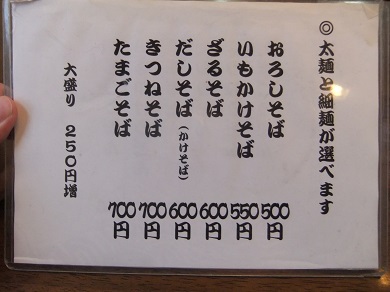 ◎太麺と細麺が選べます
おろしそば 500円
いもかけそば 550円
ざるそば 600円
だしそば(かけそば) 600円
きつねそば 700円
たまごそば 700円
大盛り 250円増